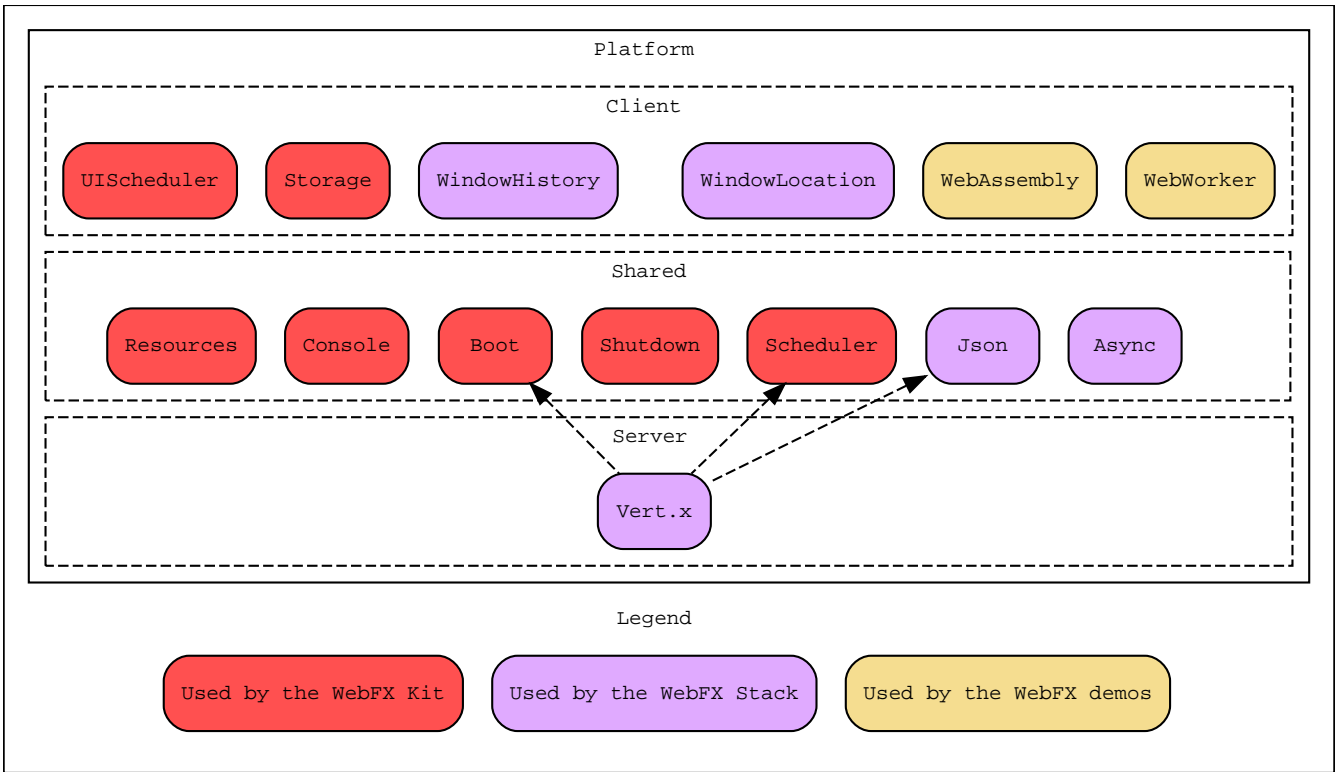 Platform
Client
UIScheduler Storage WindowHistory WindowLocation WebAssembly WebWorker
Shared
Resources Console Boot Shutdown Scheduler Json Async
Server
Vert.x
Legend
Used by the WebFX Kit Used by the WebFX Stack Used by the WebFX demos